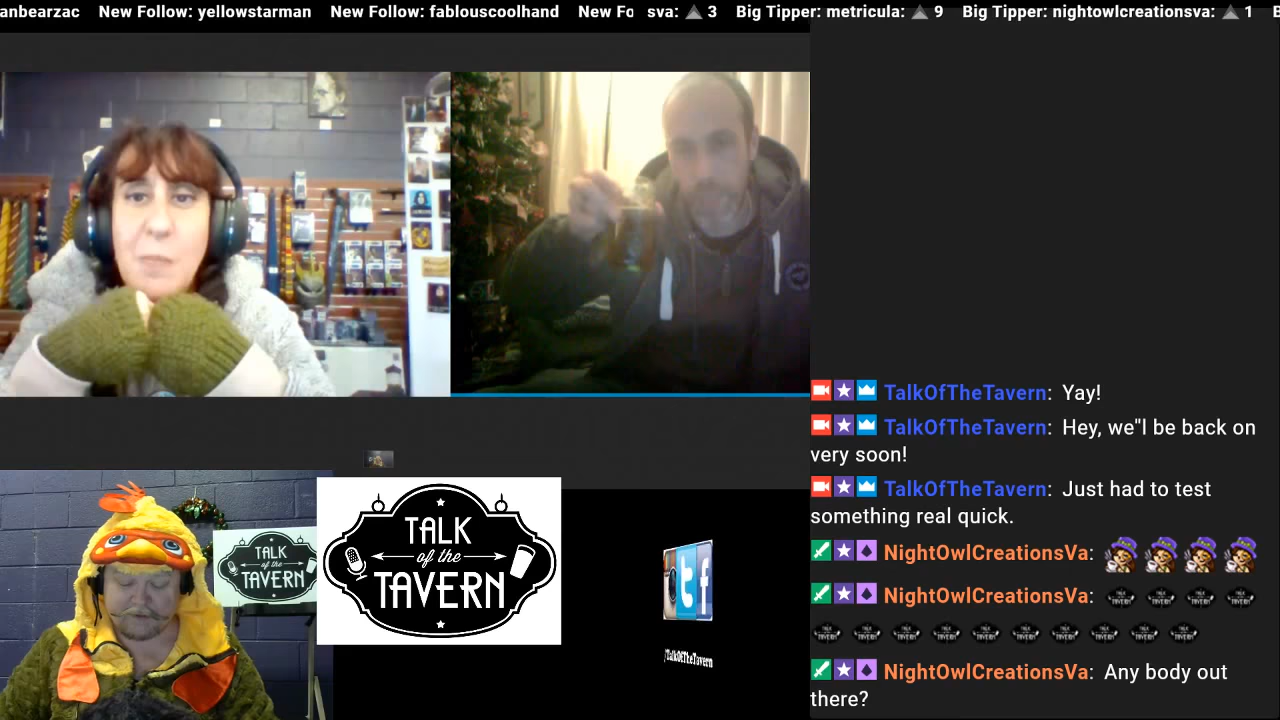 anbearzac New Follow: yellowstarman New Follow: fablouscoolhand New Fo sva: 3 Big Tipper: metricula: 9 Big Tipper: nightowlcreationsva: 1
TalkOfTheTavern: Yay!
TalkOfTheTavern: Hey, we"l be back on
very soon!
TalkOfTheTavern: Just had to test
something real quick.
NightOwlCreationsVa:
NightOwlCreationsVa:
NightOwlCreationsVa: Any body out
there?
TALK
of the
TAVERN
TALK
of the
TAVERN
/TalkOfTheTavern